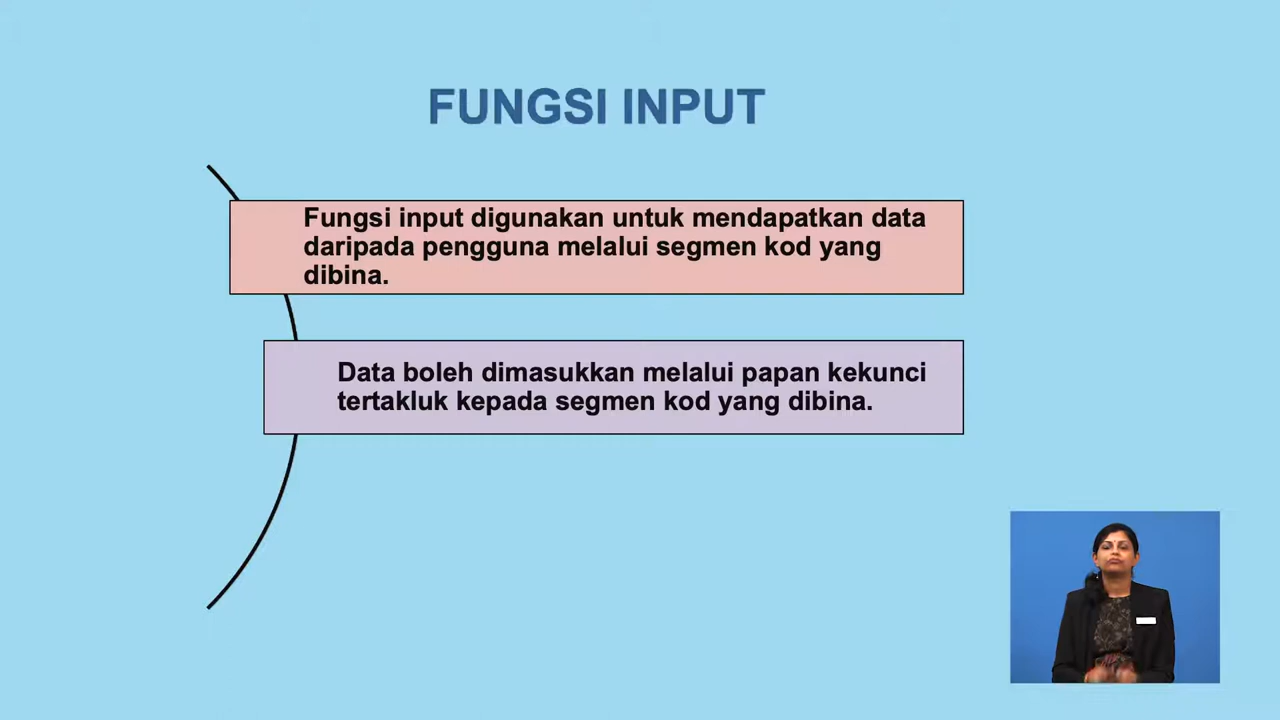 FUNGSI INPUT
Fungsi input digunakan untuk mendapatkan data
daripada pengguna melalui segmen kod yang
dibina.
Data boleh dimasukkan melalui papan kekunci
tertakluk kepada segmen kod yang dibina.